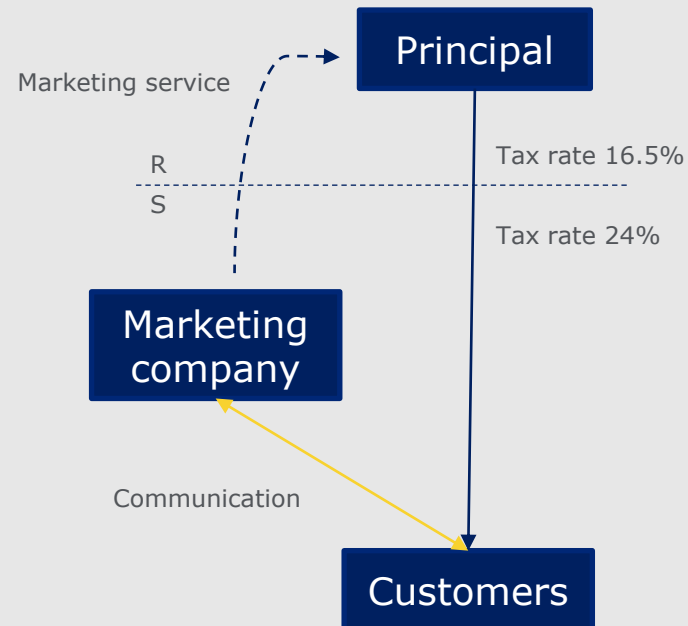 Principal
Marketing service
Tax rate 16.5%
R
S
Tax rate 24%
Marketing
company
Communication
Customers